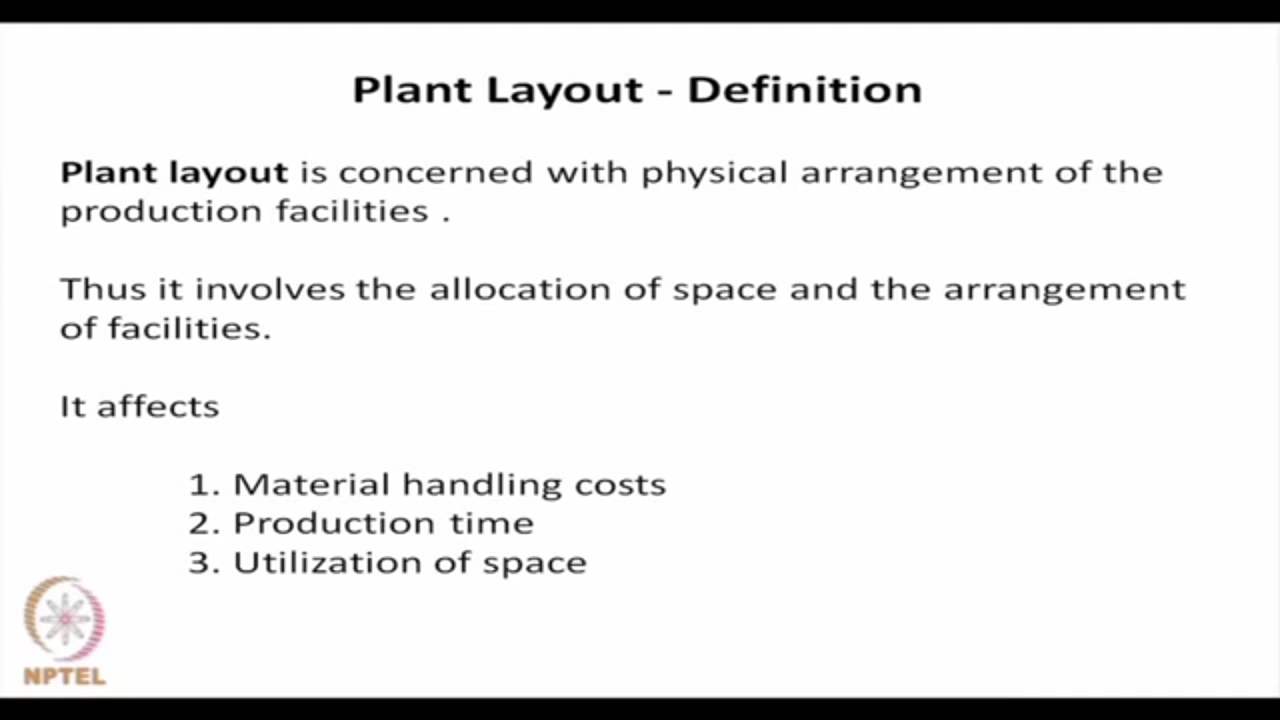 Plant Layout - Definition
Plant layout is concerned with physical arrangement of the
production facilities .
Thus it involves the allocation of space and the arrangement
of facilities.
It affects
1. Material handling costs
2. Production time
3. Utilization of space
NPTEL